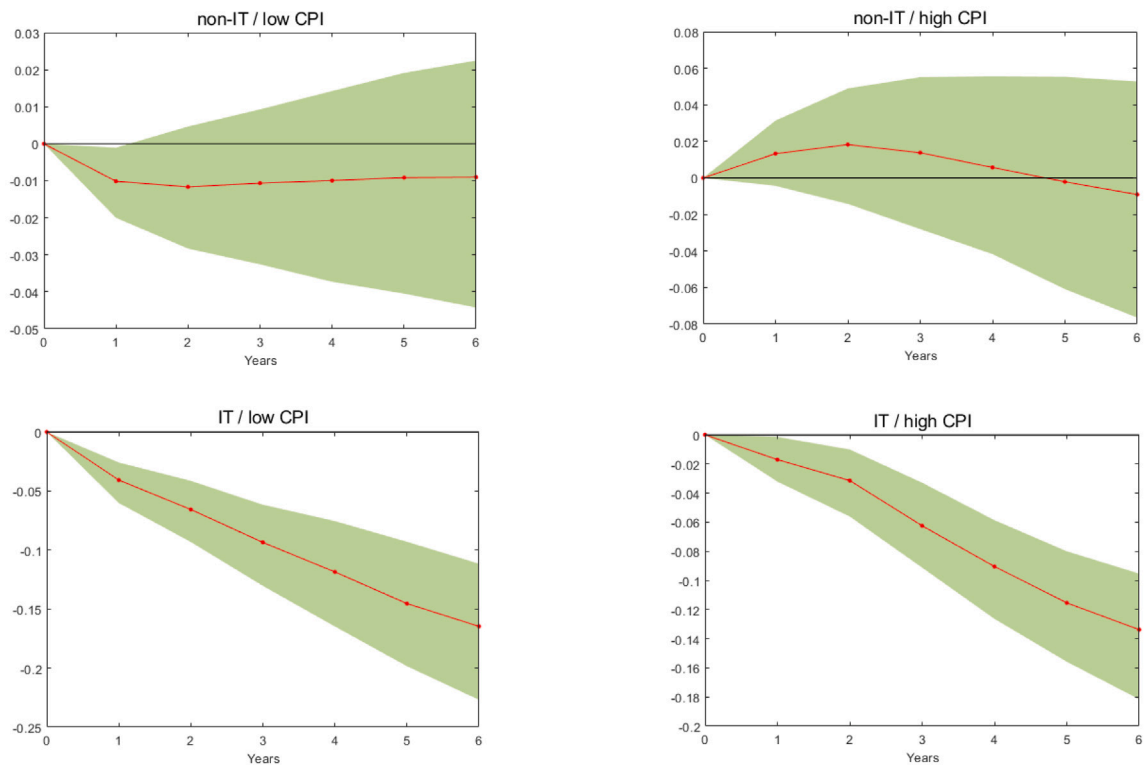 non-IT / low CPI
0.03
0.02
0.01
0
-0.01
-0.02
-0.03
-0.04
-0.05
0 1 2 3 4 5 6
Years
non-IT / high CPI
0.08
0.06
0.04
0.02
0
-0.02
-0.04
-0.06
-0.08
0 1 2 3 4 5 6
Years
IT / low CPI
0
-0.05
-0.1
-0.15
-0.2
-0.25
0 1 2 3 4 5 6
Years
IT / high CPI
0
-0.02
-0.04
-0.06
-0.08
-0.1
-0.12
-0.14
-0.16
-0.18
-0.2
0 1 2 3 4 5 6
Years